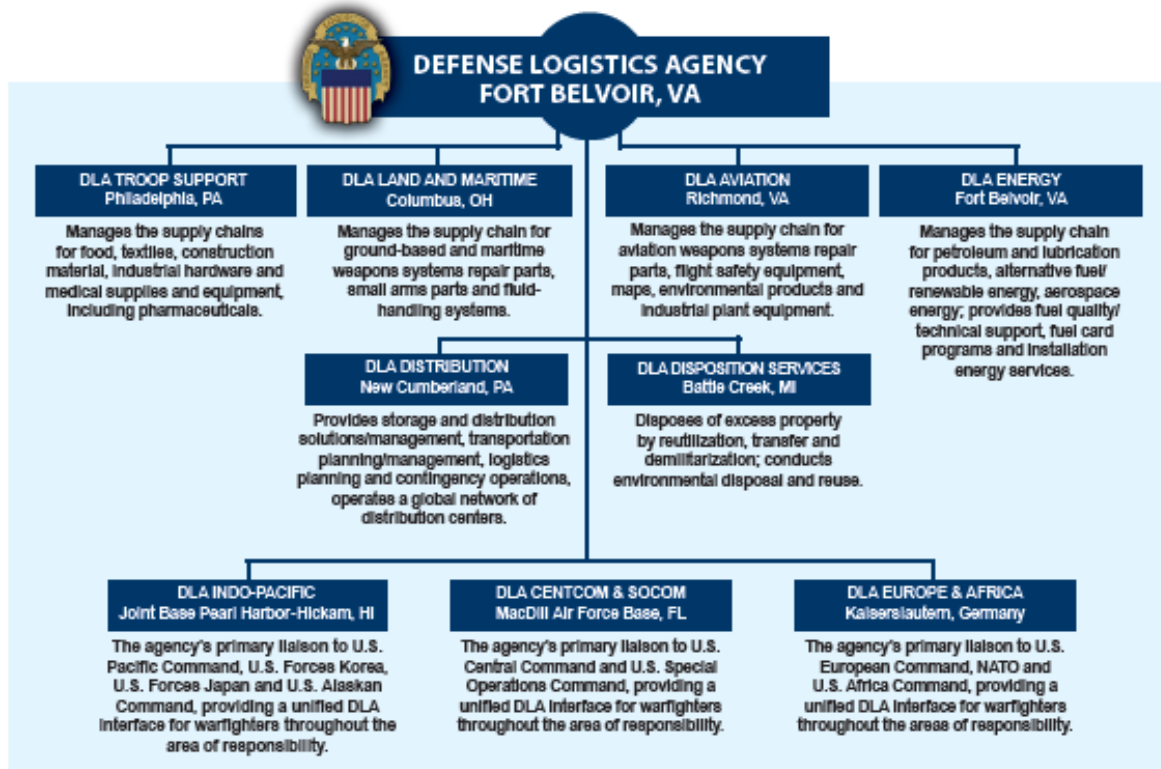 DEFENSE LOGISTICS AGENCY
FORT BELVOIR, VA
DLA TROOP SUPPORT
Philadelphia, PA
Manages the supply chains
for food, textiles, construction
material, industrial hardware and
medical supplies and equipment,
including pharmaceuticals.
DLA LAND AND MARITIME
Columbus, OH
Manages the supply chain for
ground-based and maritime
weapons systems repair parts,
small arms parts and fluid-
handling systems.
DLA AVIATION
Richmond, VA
Manages the supply chain for
aviation weapons systems repair
parts, flight safety equipment,
maps, environmental products and
industrial plant equipment.
DLA ENERGY
Fort Belvoir, VA
Manages the supply chain
for petroleum and lubrication
products, alternative fuel/
renewable energy, aerospace
energy; provides fuel quality/
technical support, fuel card
programs and installation
energy services.
DLA DISTRIBUTION
New Cumberland, PA
Provides storage and distribution
solutions/management, transportation
planning/management, logistics
planning and contingency operations,
operates a global network of
distribution centers.
DLA DISPOSITION SERVICES
Battle Creek, MI
Disposes of excess property
by reutilization, transfer and
demilitarization; conducts
environmental disposal and reuse.
DLA INDO-PACIFIC
Joint Base Pearl Harbor-Hickam, HI
The agency's primary liaison to U.S.
Pacific Command, U.S. Forces Korea,
U.S. Forces Japan and U.S. Alaskan
Command, providing a unified DLA
interface for warfighters throughout the
area of responsibility.
DLA CENTCOM & SOCOM
MacDill Air Force Base, FL
The agency's primary liaison to U.S.
Central Command and U.S. Special
Operations Command, providing a
unified DLA interface for warfighters
throughout the area of responsibility.
DLA EUROPE & AFRICA
Kaiserslautern, Germany
The agency's primary liaison to U.S.
European Command, NATO and
U.S. Africa Command, providing a
unified DLA interface for warfighters
throughout the areas of responsibility.